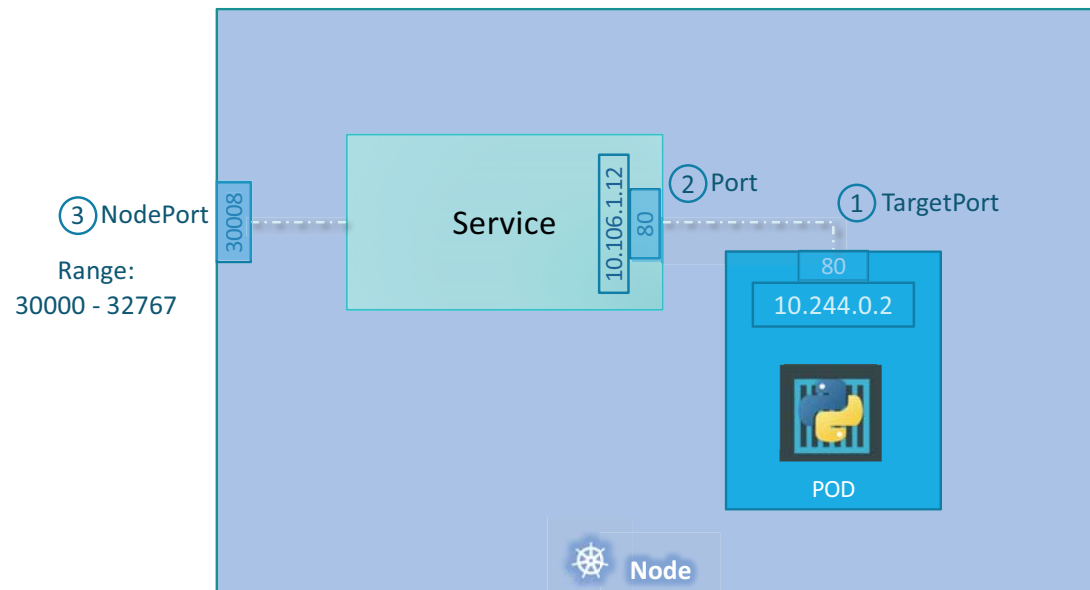 10.106.1.12
2
Port
1
TargetPort
3
NodePort
30008
Service
80
Range:
30000 - 32767
80
10.244.0.2
POD
Node